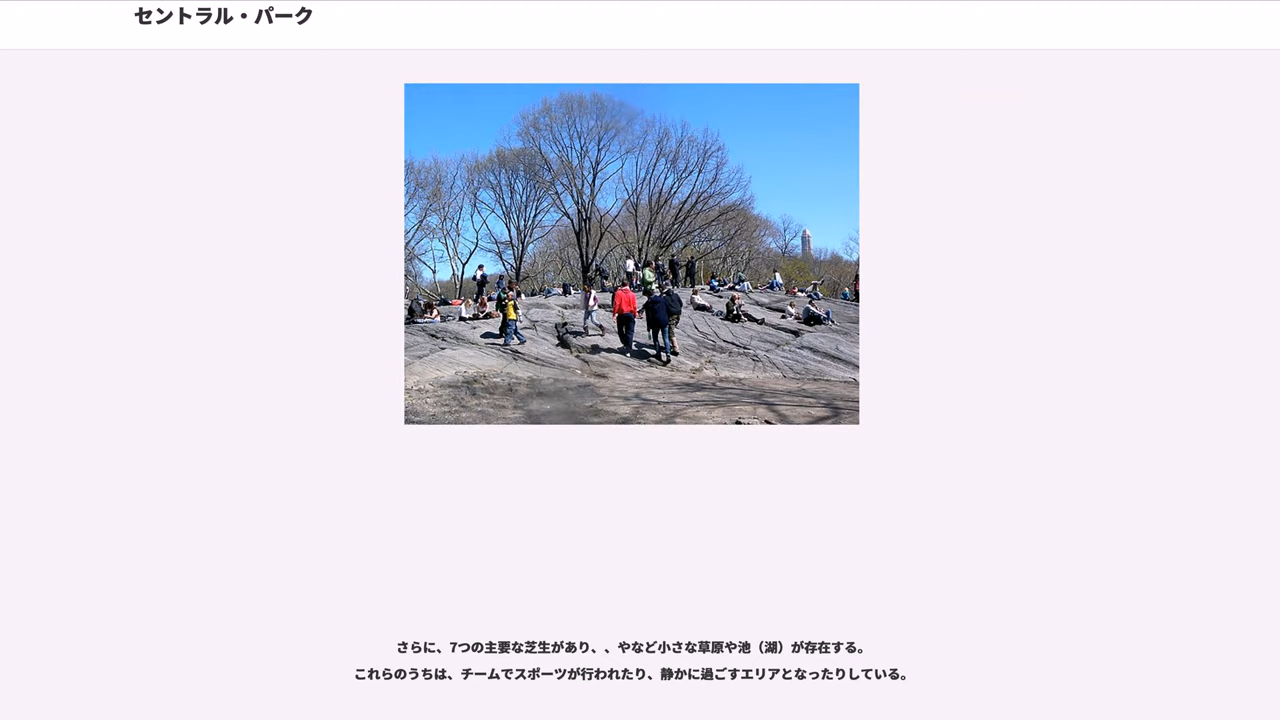 セントラル・パーク
さらに、7つの主要な芝生があり、、やなど小さな草原や池（湖）が存在する。
これらのうちは、チームでスポーツが行われたり、静かに過ごすエリアとなったりしている。